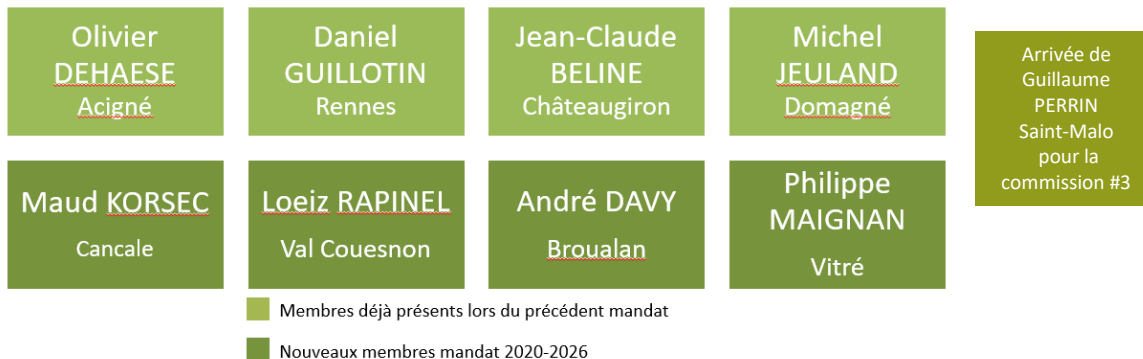 Olivier
DEHAESE
Acigné
Daniel
GUILLOTIN
Rennes
Jean-Claude
BELINE
Châteaugiron
Michel
JEULAND
Domagné
Arrivée de
Guillaume
PERRIN
Saint-Malo
pour la
commission #3
Maud KORSEC
Cancale
Loeiz RAPINEL
Val Couesnon
André DAVY
Broualan
Philippe
MAIGNAN
Vitré
Membres déjà présents lors du précédent mandat
Nouveaux membres mandat 2020-2026